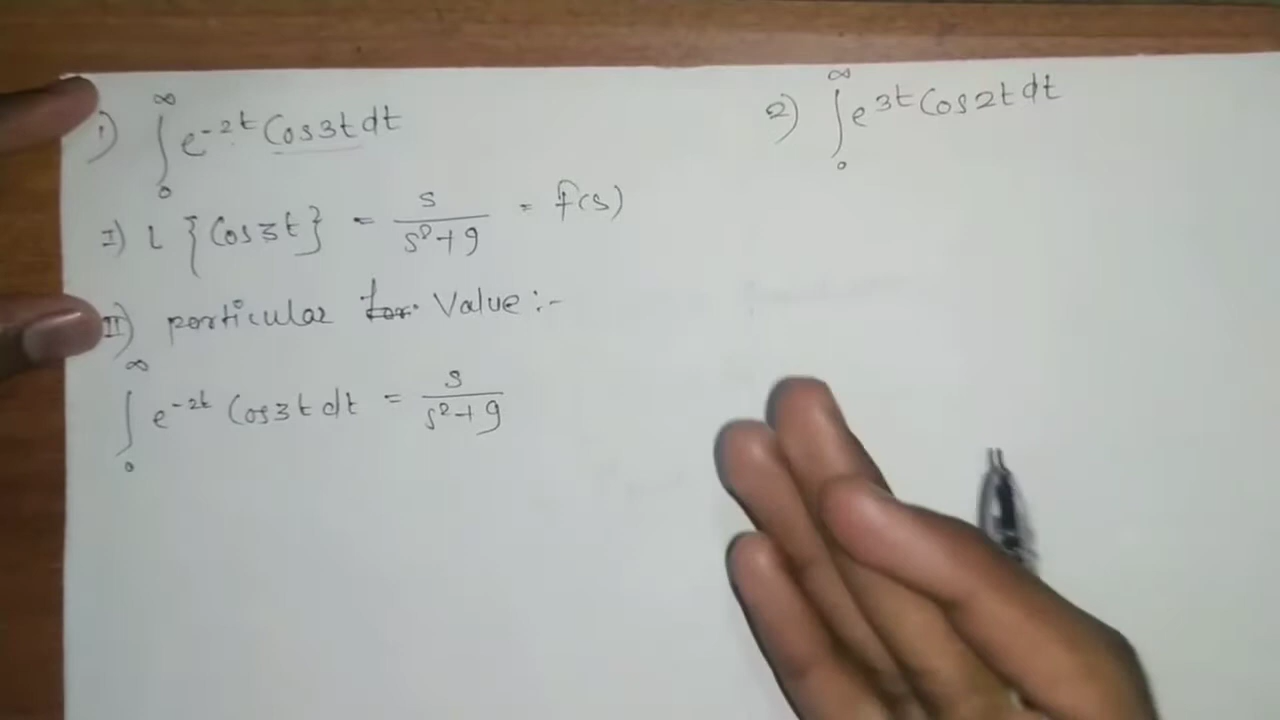 1) ∫₀^∞ e^-2t Cos3t dt
I) L {Cos3t} = s/(s²+9) = f(s)
II) particular for Value :-
∫₀^∞ e^-2t Cos3t dt = s/(s²+9)
2) ∫₀^∞ e^3t Cos2t dt